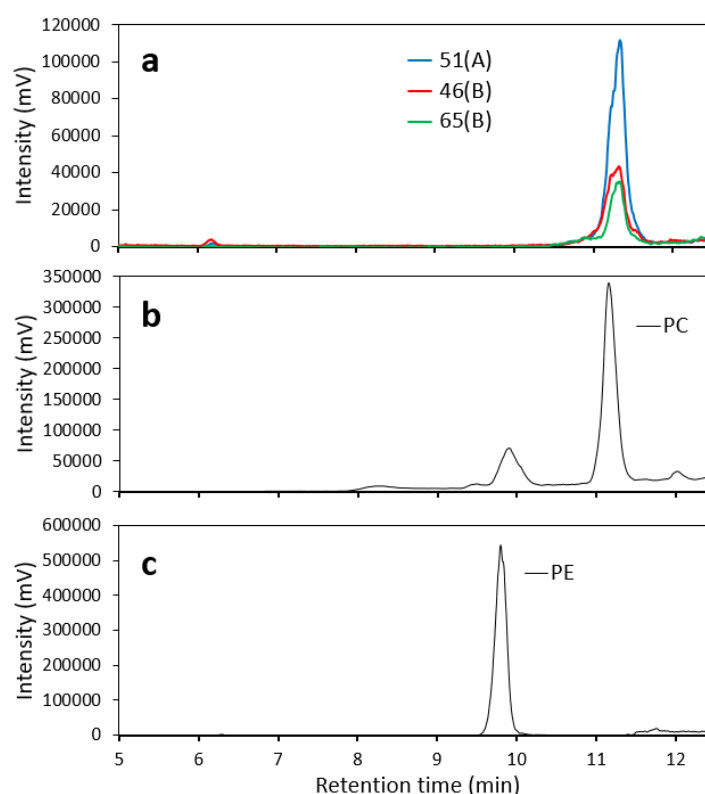 120000
100000
80000
60000
40000
20000
0
Intensity (mV)
a
51(A)
46(B)
65(B)
350000
300000
250000
200000
150000
100000
50000
0
Intensity (mV)
b
PC
600000
500000
400000
300000
200000
100000
0
Intensity (mV)
c
PE
5 6 7 8 9 10 11 12
Retention time (min)